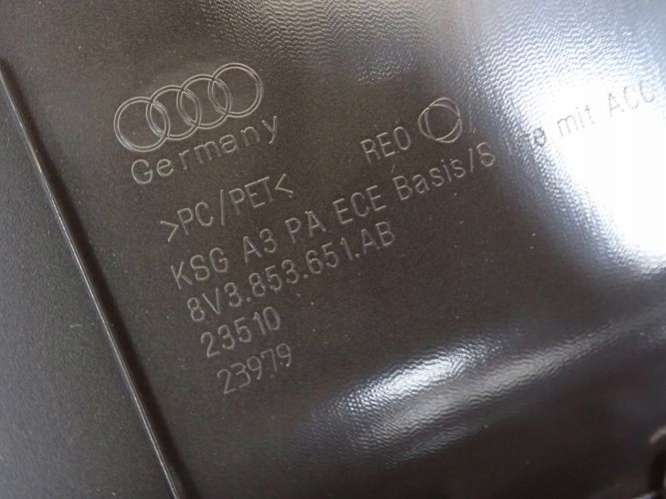 Germany
>PC/PET< REO
KSG A3 PA ECE Basis/S mit ACC
8V3.853.651.AB
23510
23979